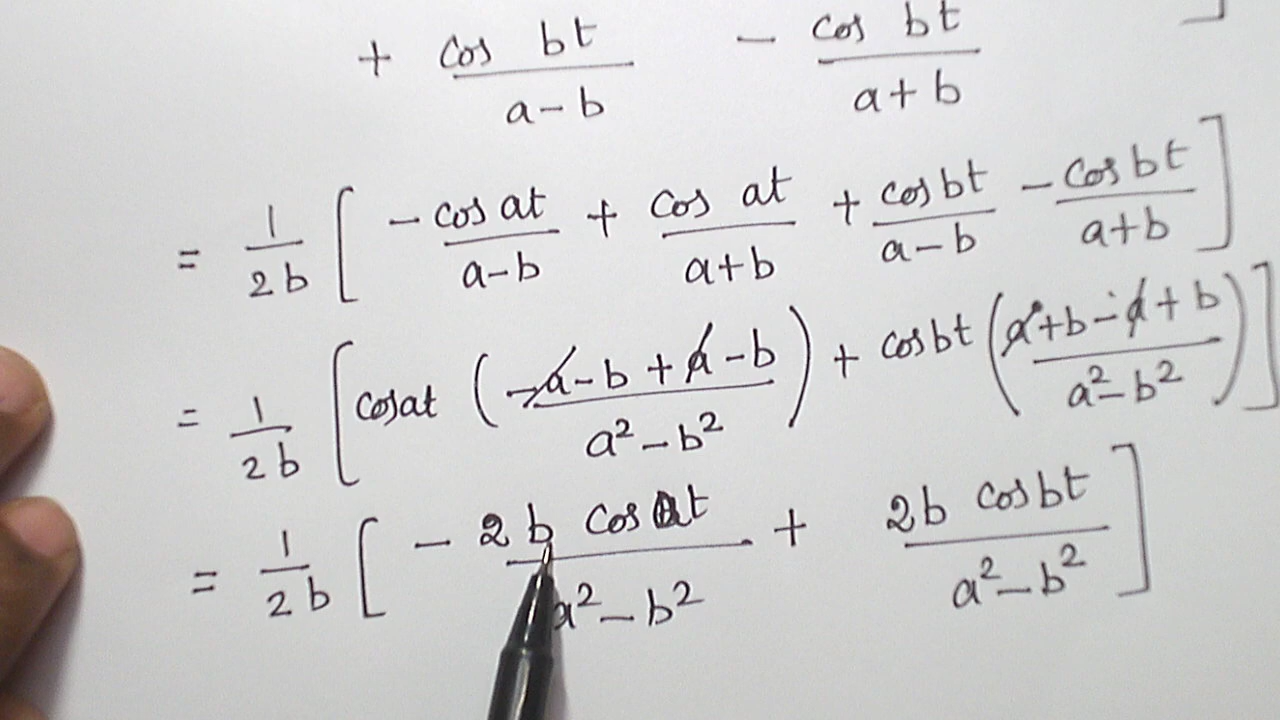 + cos bt / a-b - cos bt / a+b ]
= 1/2b [ - cos at / a-b + cos at / a+b + cos bt / a-b - cos bt / a+b ]
= 1/2b [ cos at ( -a-b+a-b / a²-b² ) + cos bt ( a+b-a+b / a²-b² ) ]
= 1/2b [ - 2b cos at / a²-b² + 2b cos bt / a²-b² ]